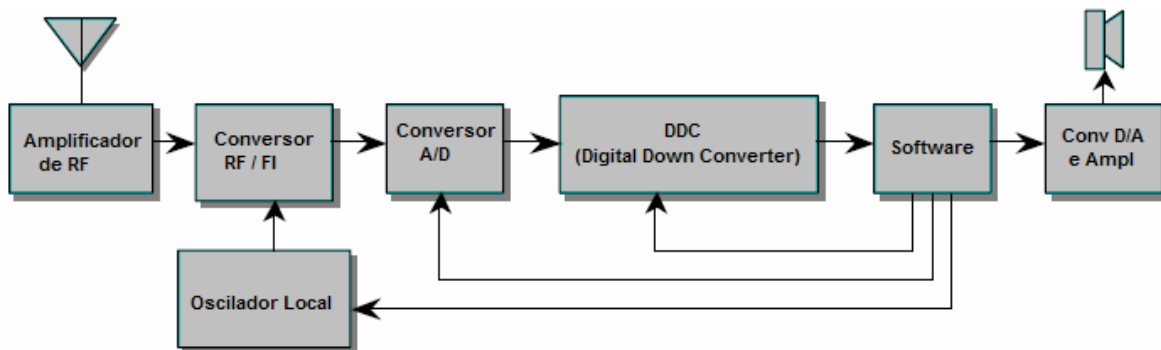 Amplificador
de RF
Conversor
RF / FI
Conversor
A/D
DDC
(Digital Down Converter)
Software
Conv D/A
e Ampl
Oscilador Local